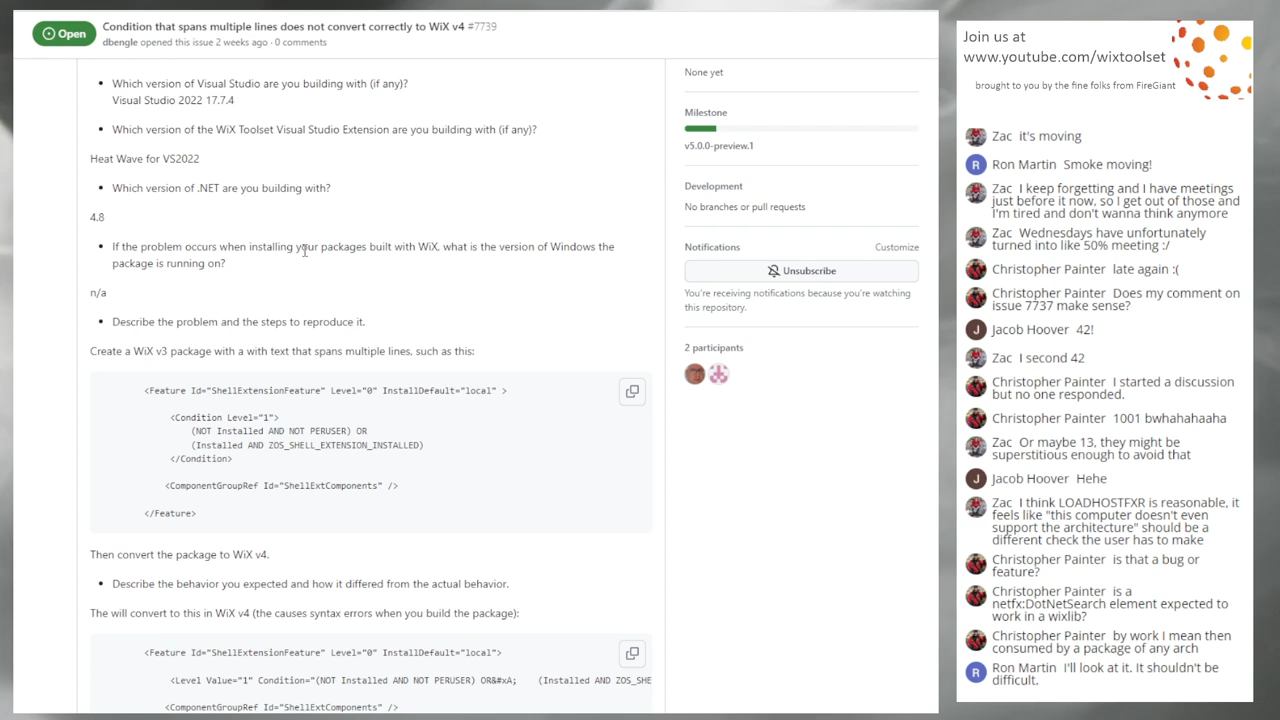 Open
Condition that spans multiple lines does not convert correctly to WiX v4 #7739
dbengle opened this issue 2 weeks ago · 0 comments
• Which version of Visual Studio are you building with (if any)?
Visual Studio 2022 17.7.4
• Which version of the WiX Toolset Visual Studio Extension are you building with (if any)?
Heat Wave for VS2022
• Which version of .NET are you building with?
4.8
• If the problem occurs when installing your packages built with WiX, what is the version of Windows the
package is running on?
n/a
• Describe the problem and the steps to reproduce it.
Create a WiX v3 package with a with text that spans multiple lines, such as this:
<Feature Id="ShellExtensionFeature" Level="0" InstallDefault="local" >
<Condition Level="1">
(NOT Installed AND NOT PERUSER) OR
(Installed AND ZOS_SHELL_EXTENSION_INSTALLED)
</Condition>
<ComponentGroupRef Id="ShellExtComponents" />
</Feature>
Then convert the package to WiX v4.
• Describe the behavior you expected and how it differed from the actual behavior.
The will convert to this in WiX v4 (the causes syntax errors when you build the package):
<Feature Id="ShellExtensionFeature" Level="0" InstallDefault="local">
<Level Value="1" Condition="(NOT Installed AND NOT PERUSER) OR&#xA;    (Installed AND ZOS_SHE
<ComponentGroupRef Id="ShellExtComponents" />
None yet
Milestone
v5.0.0-preview.1
Development
No branches or pull requests
Notifications
Customize
Unsubscribe
You're receiving notifications because you're watching
this repository.
2 participants
Join us at
www.youtube.com/wixtoolset
brought to you by the fine folks from FireGiant
Zac it's moving
R Ron Martin Smoke moving!
Zac I keep forgetting and I have meetings
just before it now, so I get out of those and
I'm tired and don't wanna think anymore
Zac Wednesdays have unfortunately
turned into like 50% meeting :/
Christopher Painter late again :(
Christopher Painter Does my comment on
issue 7737 make sense?
J Jacob Hoover 42!
Zac I second 42
Christopher Painter I started a discussion
but no one responded.
Christopher Painter 1001 bwhahahaaha
Zac Or maybe 13, they might be
superstitious enough to avoid that
J Jacob Hoover Hehe
Zac I think LOADHOSTFXR is reasonable, it
feels like "this computer doesn't even
support the architecture" should be a
different check the user has to make
Christopher Painter is that a bug or
feature?
Christopher Painter is a
netfx:DotNetSearch element expected to
work in a wixlib?
Christopher Painter by work I mean then
consumed by a package of any arch
R Ron Martin I'll look at it. It shouldn't be
difficult.